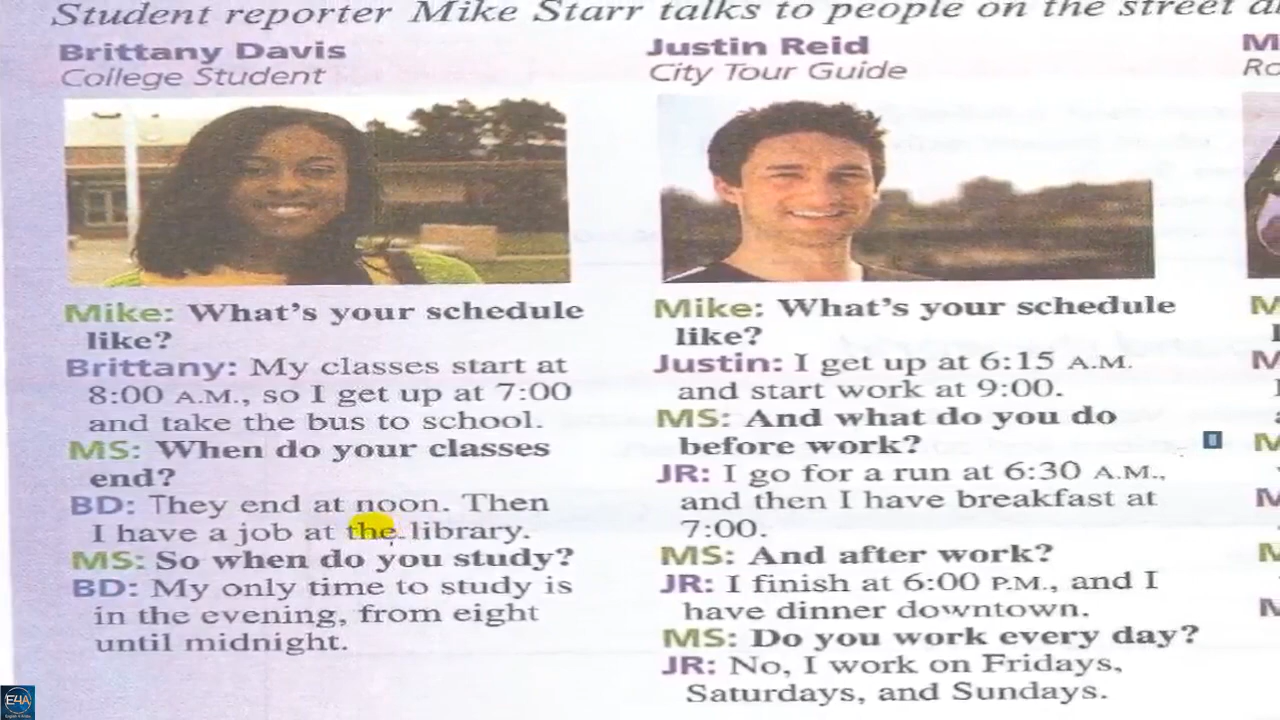 Student reporter Mike Starr talks to people on the street
Brittany Davis
College Student
Mike: What's your schedule
like?
Brittany: My classes start at
8:00 A.M., so I get up at 7:00
and take the bus to school.
MS: When do your classes
end?
BD: They end at noon. Then
I have a job at the library.
MS: So when do you study?
BD: My only time to study is
in the evening, from eight
until midnight.
Justin Reid
City Tour Guide
Mike: What's your schedule
like?
Justin: I get up at 6:15 A.M.
and start work at 9:00.
MS: And what do you do
before work?
JR: I go for a run at 6:30 A.M.,
and then I have breakfast at
7:00.
MS: And after work?
JR: I finish at 6:00 P.M., and I
have dinner downtown.
MS: Do you work every day?
JR: No, I work on Fridays,
Saturdays, and Sundays.
E4A